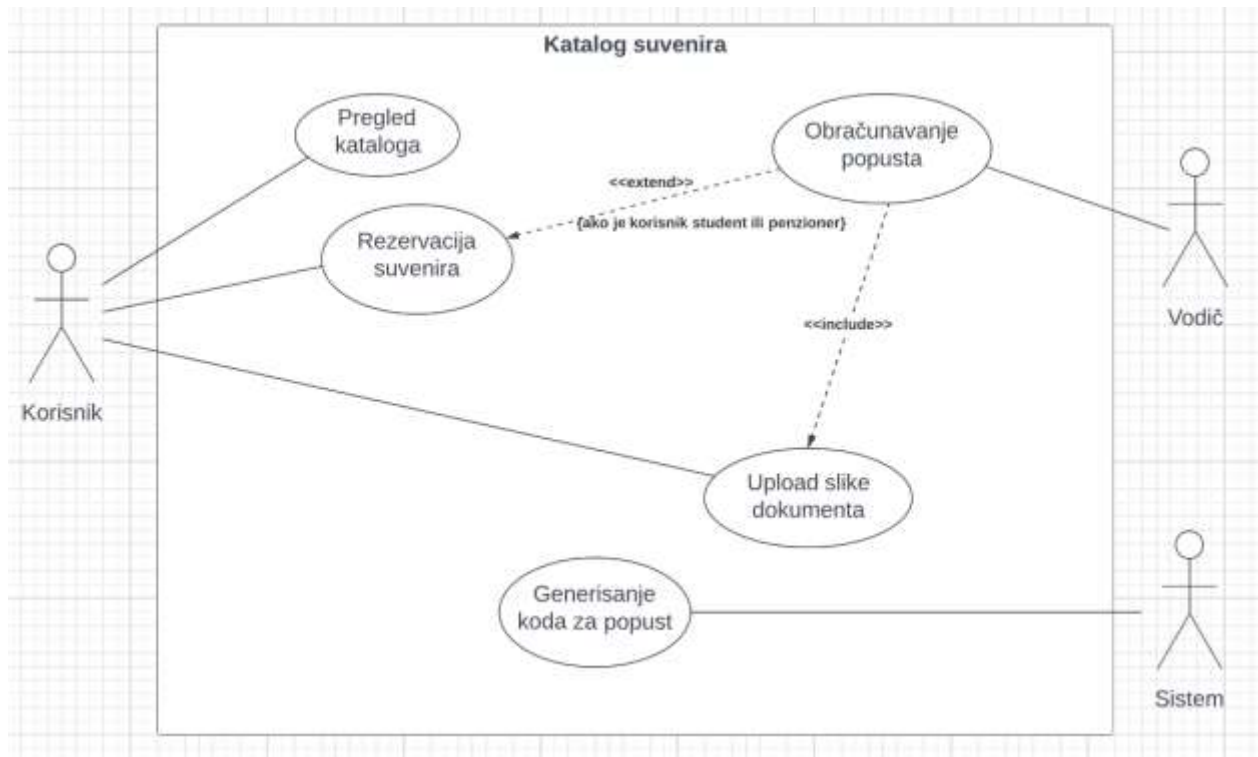 Katalog suvenira
Pregled
kataloga
Obračunavanje
popusta
<<extend>>
{ako je korisnik student ili penzioner}
Rezervacija
suvenira
Vodič
<<include>>
Korisnik
Upload slike
dokumenta
Generisanje
koda za popust
Sistem